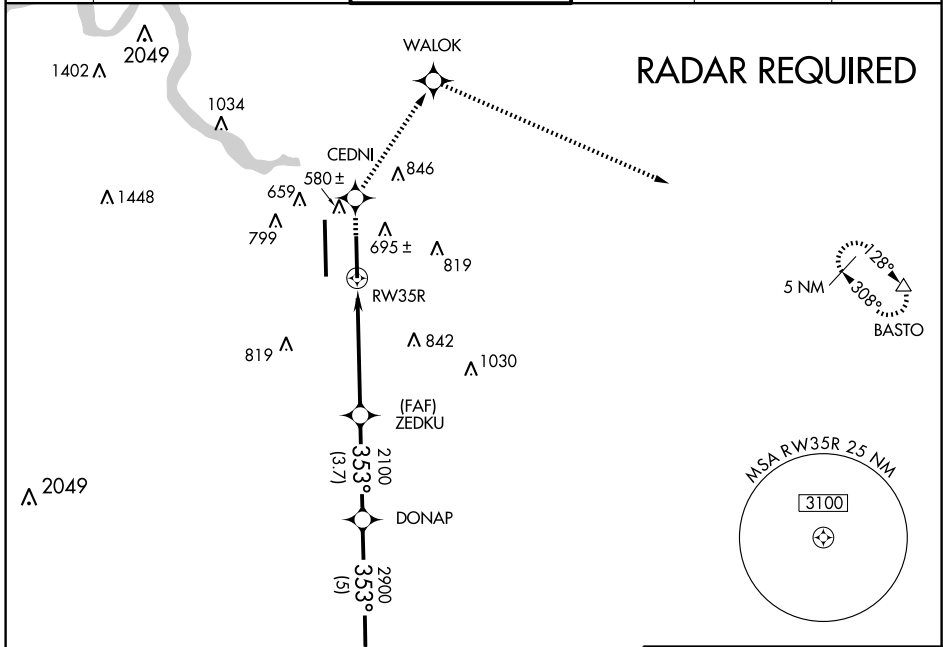 WALOK
RADAR REQUIRED
2049
1402
1034
CEDNI
580 ±
846
659
1448
799
695 ±
819
128°
5 NM
308°
RW35R
BASTO
819
842
1030
(FAF)
ZEDKU
2100
353°
(3.7)
MSA RW35R 25 NM
3100
2049
DONAP
2900
353°
(5)